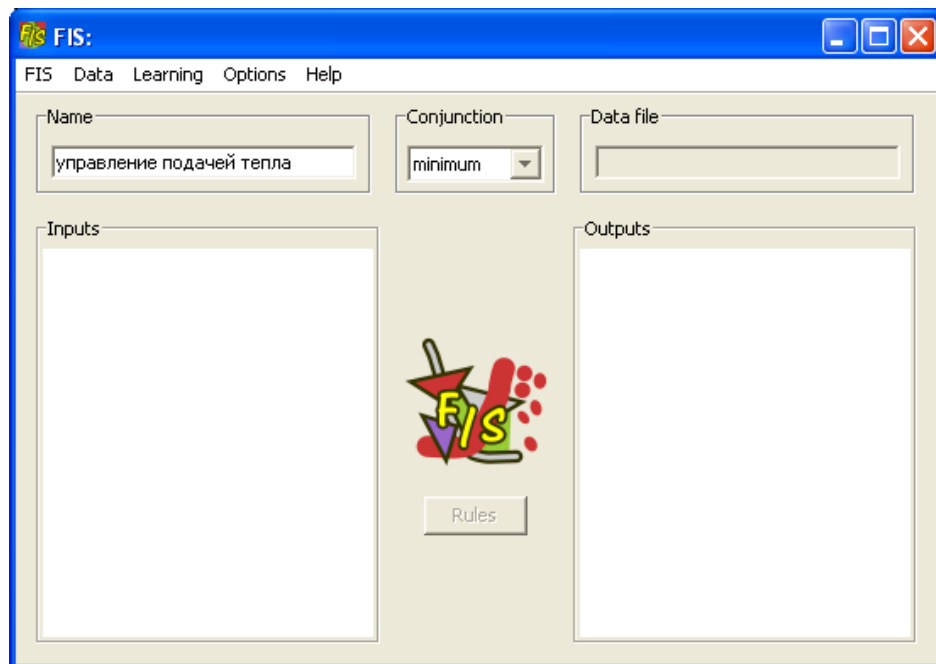 FIS:
FIS Data Learning Options Help
Name Conjunction Data file
управление подачей тепла minimum
Inputs Outputs
FIS
Rules